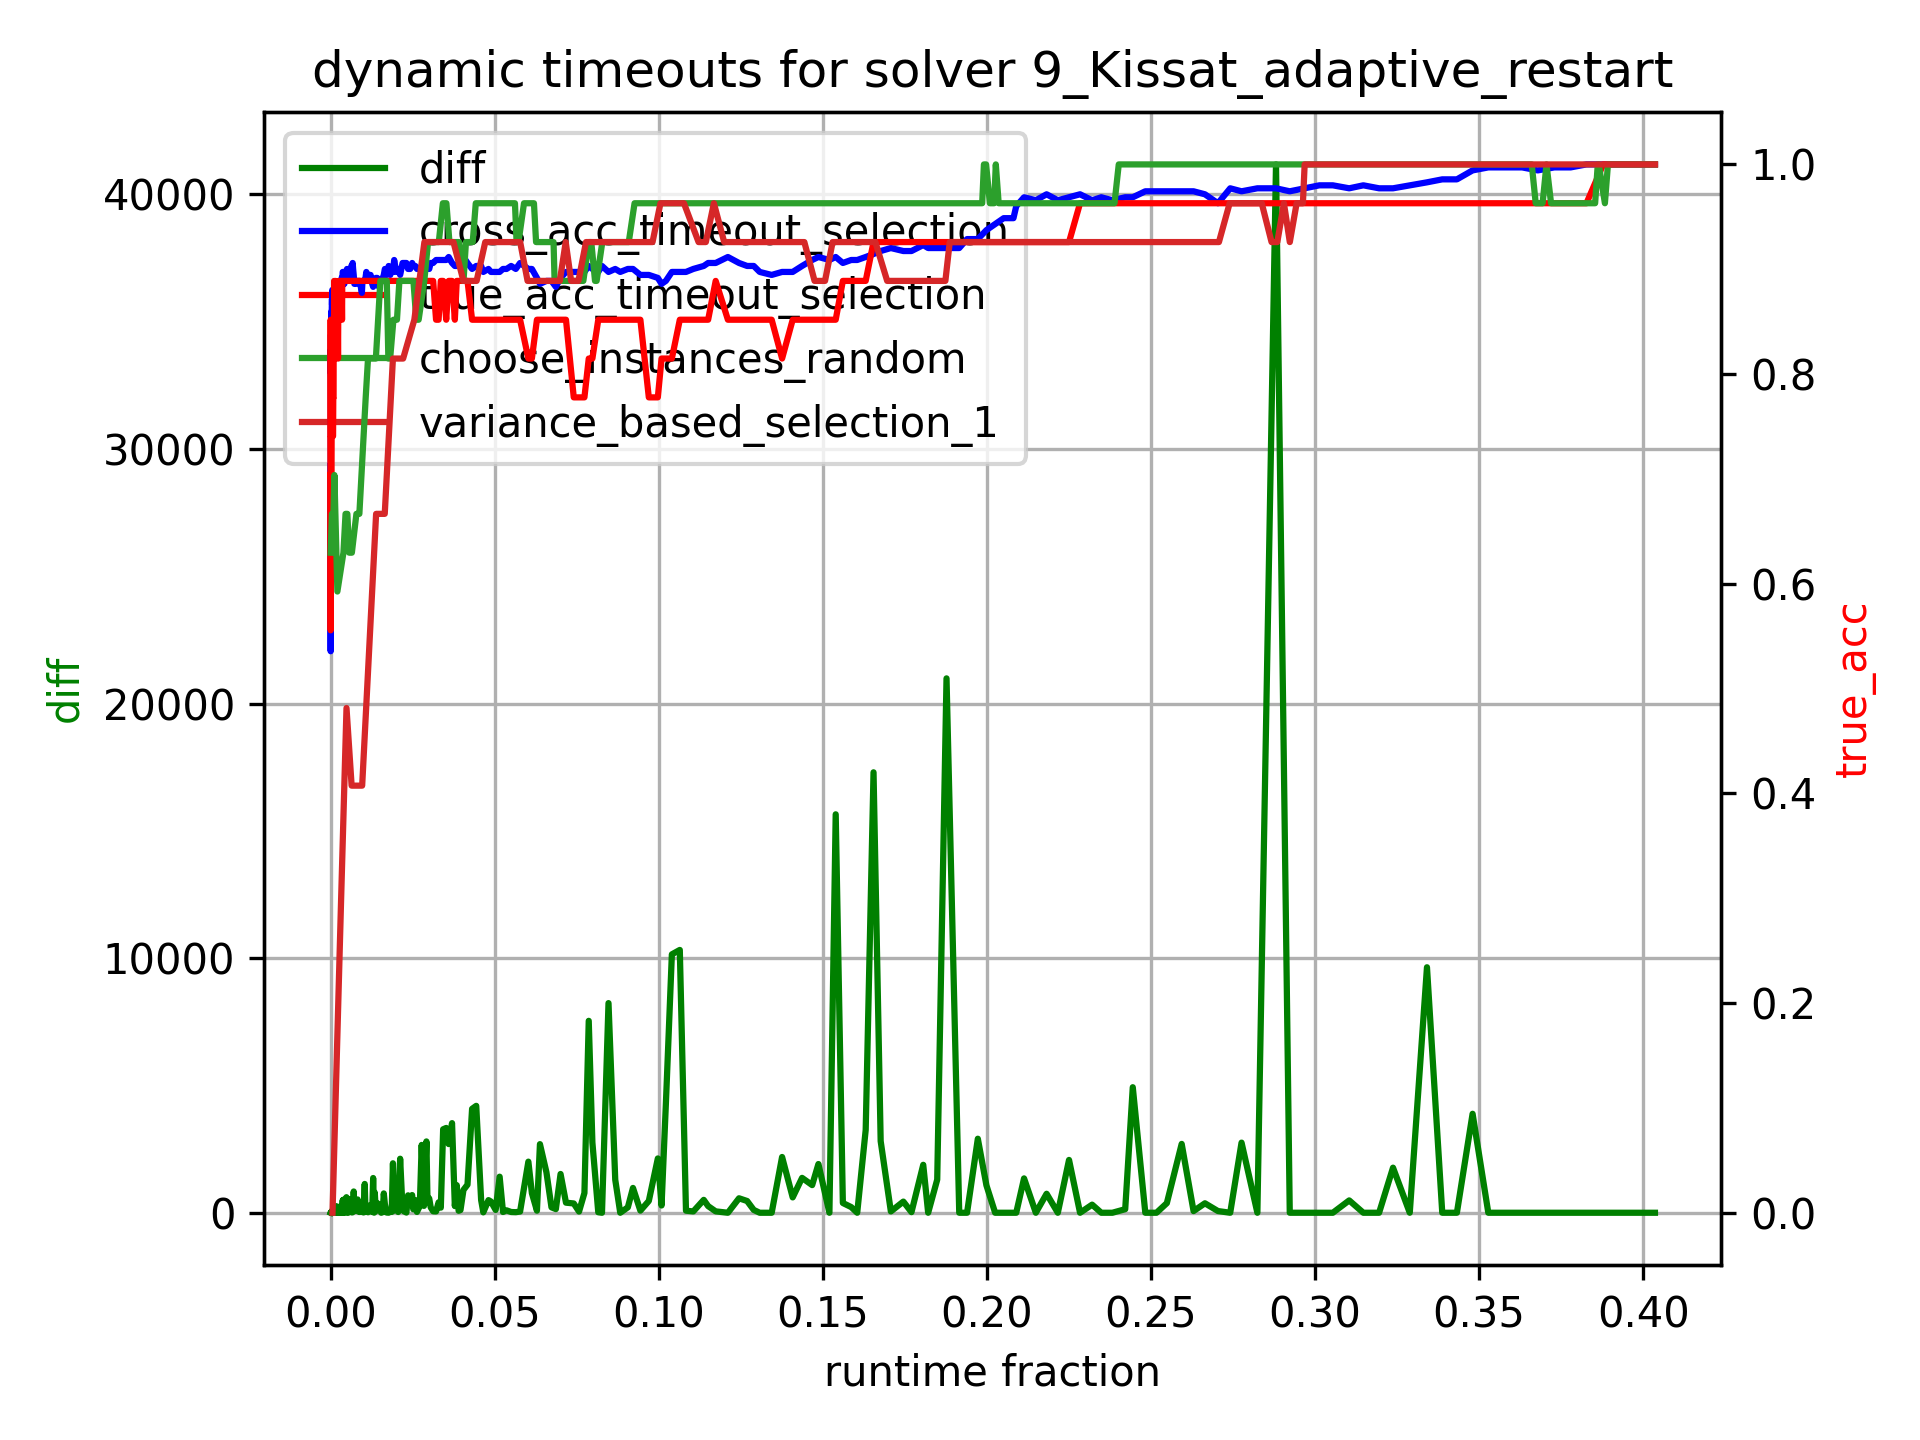 dynamic timeouts for solver 9_Kissat_adaptive_restart
diff
cross_acc_timeout_selection
true_acc_timeout_selection
choose_instances_random
variance_based_selection_1
40000
30000
20000
10000
0
diff
1.0
0.8
0.6
0.4
0.2
0.0
true_acc
0.00 0.05 0.10 0.15 0.20 0.25 0.30 0.35 0.40
runtime fraction